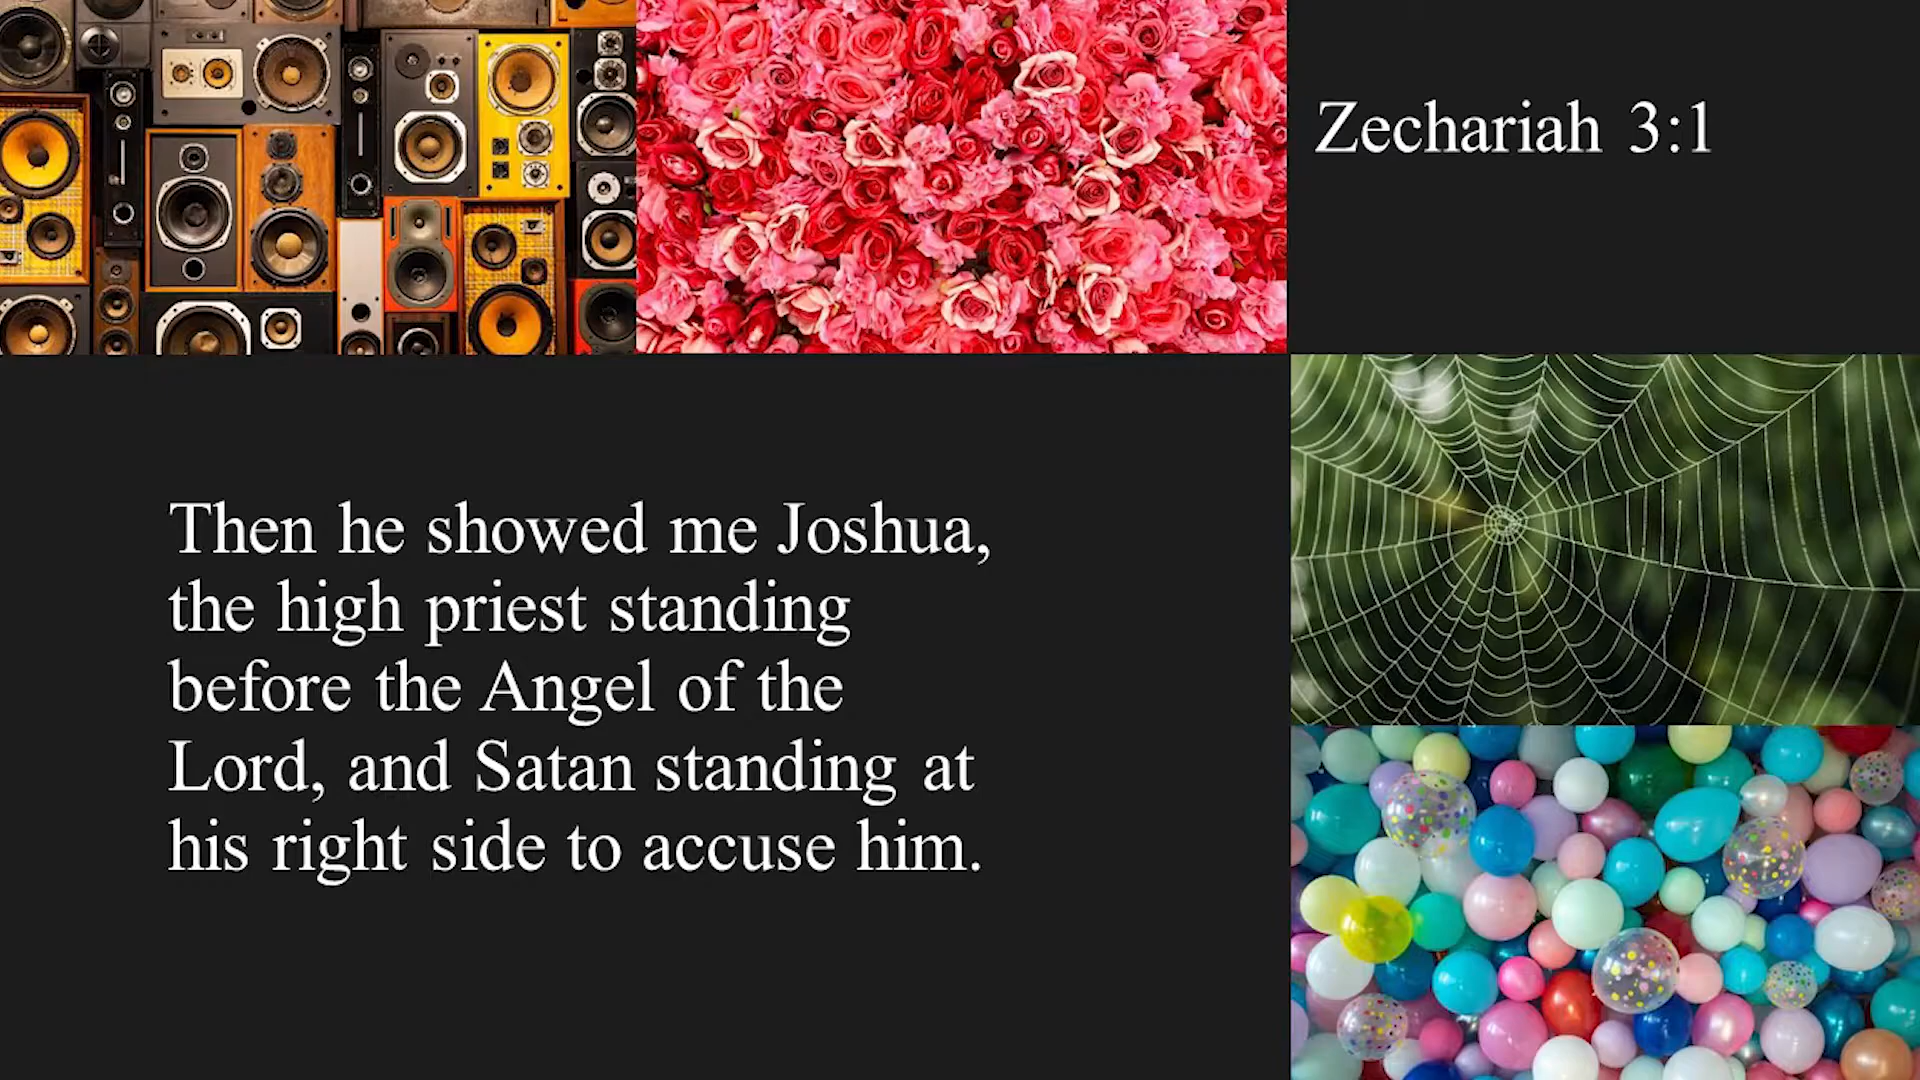 Zechariah 3:1
Then he showed me Joshua,
the high priest standing
before the Angel of the
Lord, and Satan standing at
his right side to accuse him.